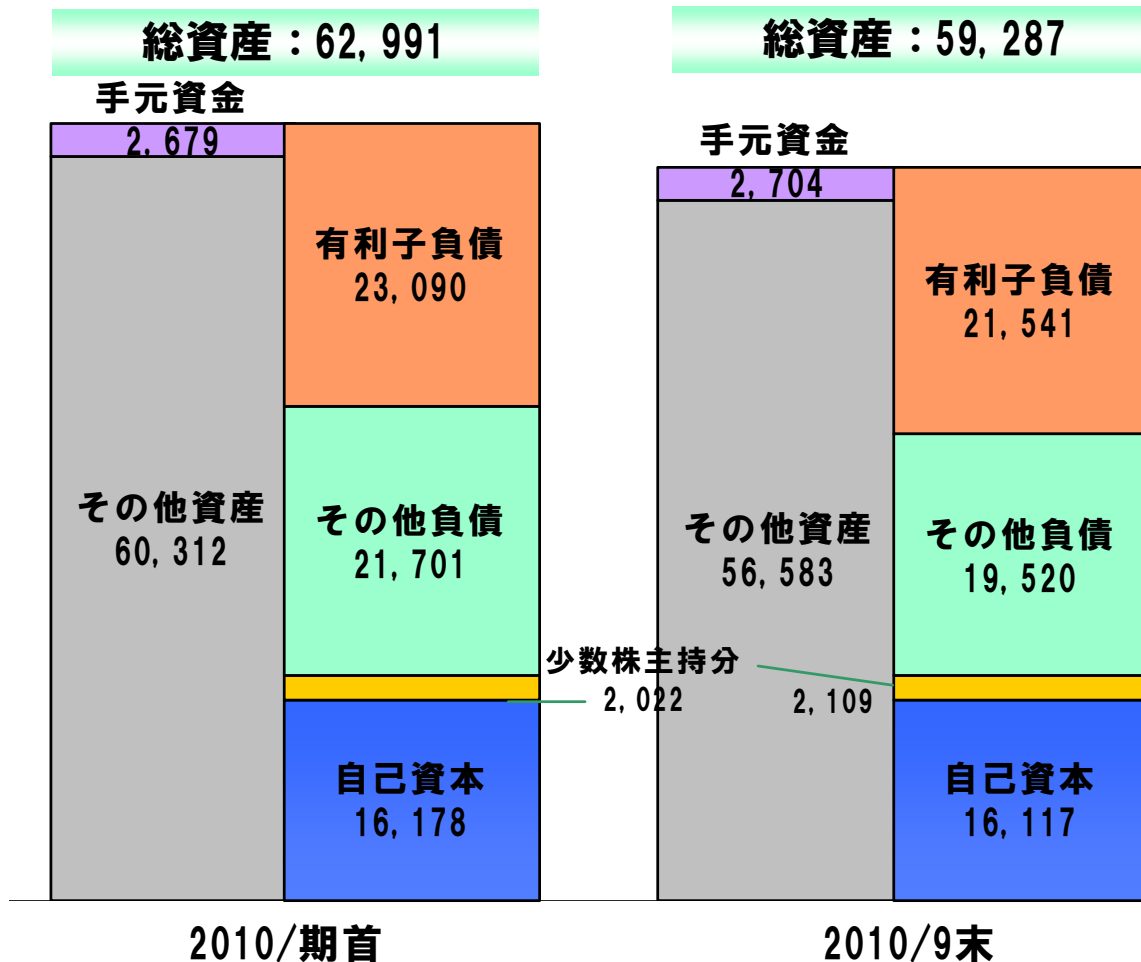 総資産：62,991
手元資金
2,679
有利子負債
23,090
その他資産
60,312
その他負債
21,701
少数株主持分
2,022
自己資本
16,178
2010/期首
総資産：59,287
手元資金
2,704
有利子負債
21,541
その他資産
56,583
その他負債
19,520
2,109
自己資本
16,117
2010/9末